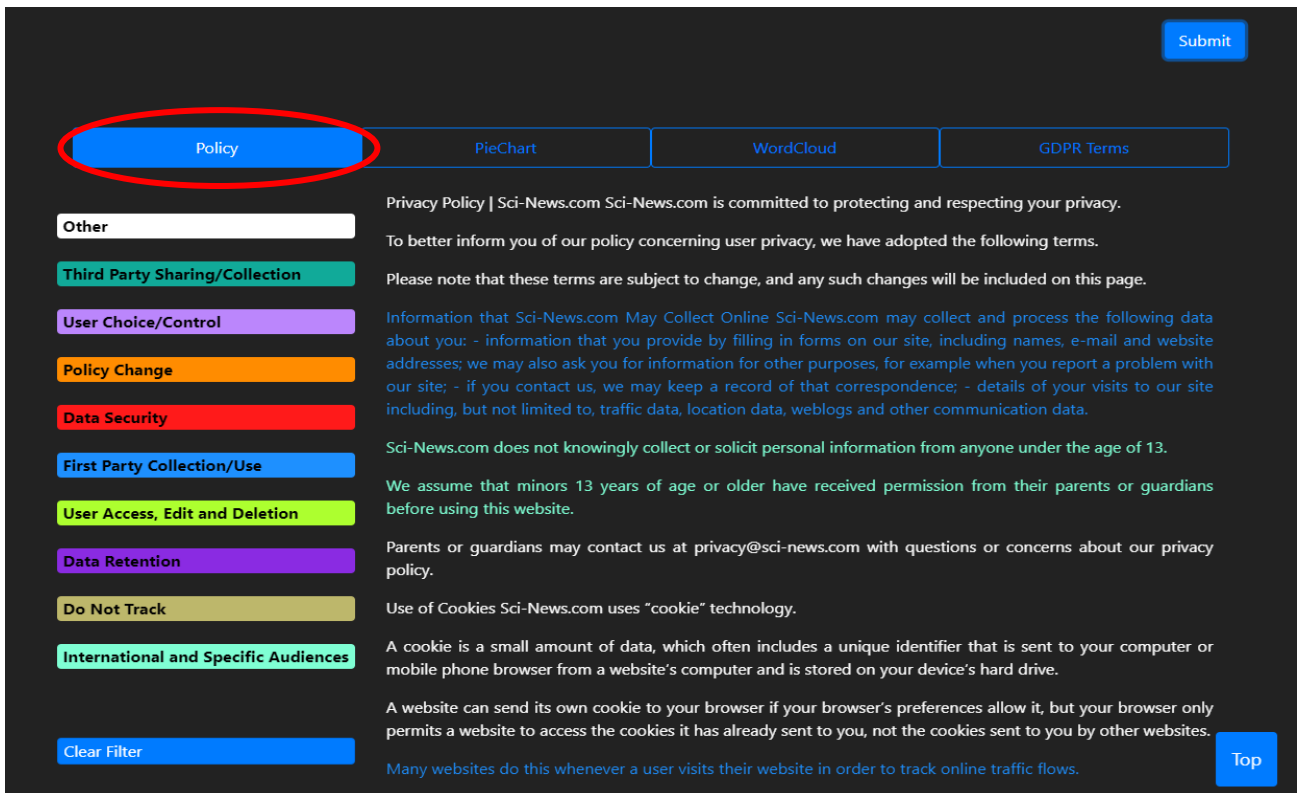 Submit
Policy
PieChart
WordCloud
GDPR Terms
Other
Third Party Sharing/Collection
User Choice/Control
Policy Change
Data Security
First Party Collection/Use
User Access, Edit and Deletion
Data Retention
Do Not Track
International and Specific Audiences
Clear Filter
Privacy Policy | Sci-News.com Sci-News.com is committed to protecting and respecting your privacy.
To better inform you of our policy concerning user privacy, we have adopted the following terms.
Please note that these terms are subject to change, and any such changes will be included on this page.
Information that Sci-News.com May Collect Online Sci-News.com may collect and process the following data
about you: - information that you provide by filling in forms on our site, including names, e-mail and website
addresses; we may also ask you for information for other purposes, for example when you report a problem with
our site; - if you contact us, we may keep a record of that correspondence; - details of your visits to our site
including, but not limited to, traffic data, location data, weblogs and other communication data.
Sci-News.com does not knowingly collect or solicit personal information from anyone under the age of 13.
We assume that minors 13 years of age or older have received permission from their parents or guardians
before using this website.
Parents or guardians may contact us at privacy@sci-news.com with questions or concerns about our privacy
policy.
Use of Cookies Sci-News.com uses “cookie” technology.
A cookie is a small amount of data, which often includes a unique identifier that is sent to your computer or
mobile phone browser from a website’s computer and is stored on your device’s hard drive.
A website can send its own cookie to your browser if your browser’s preferences allow it, but your browser only
permits a website to access the cookies it has already sent to you, not the cookies sent to you by other websites.
Many websites do this whenever a user visits their website in order to track online traffic flows.
Top